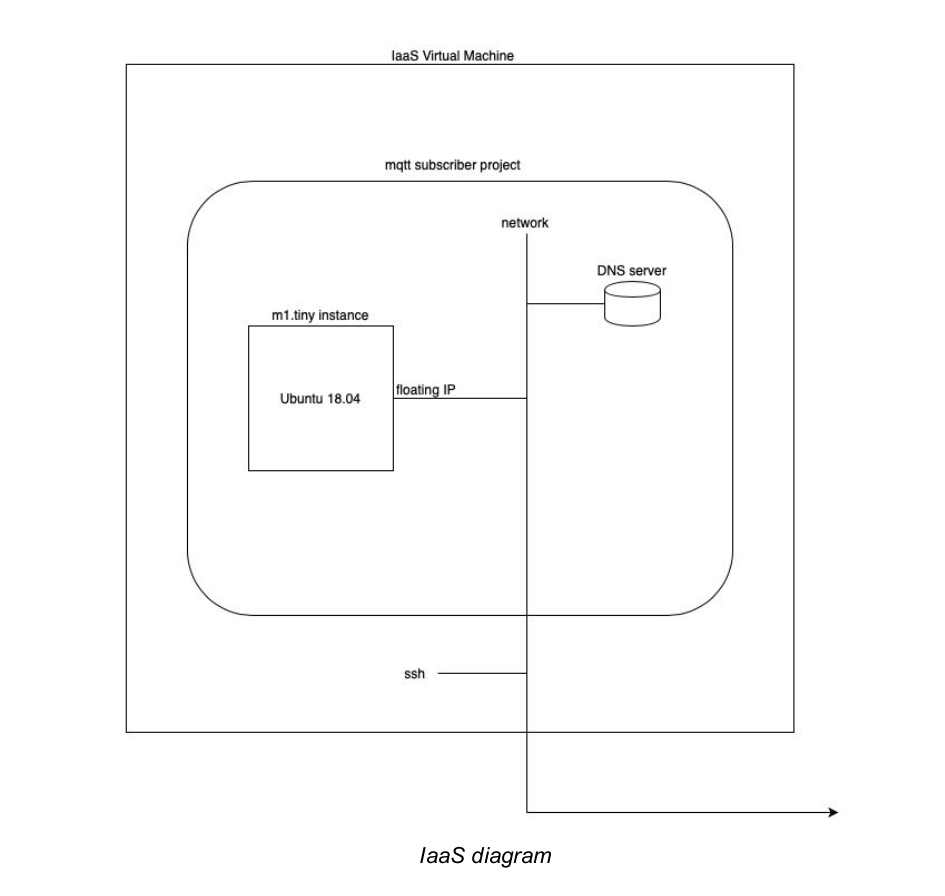 IaaS Virtual Machine
mqtt subscriber project
network
DNS server
m1.tiny instance
floating IP
Ubuntu 18.04
ssh
IaaS diagram